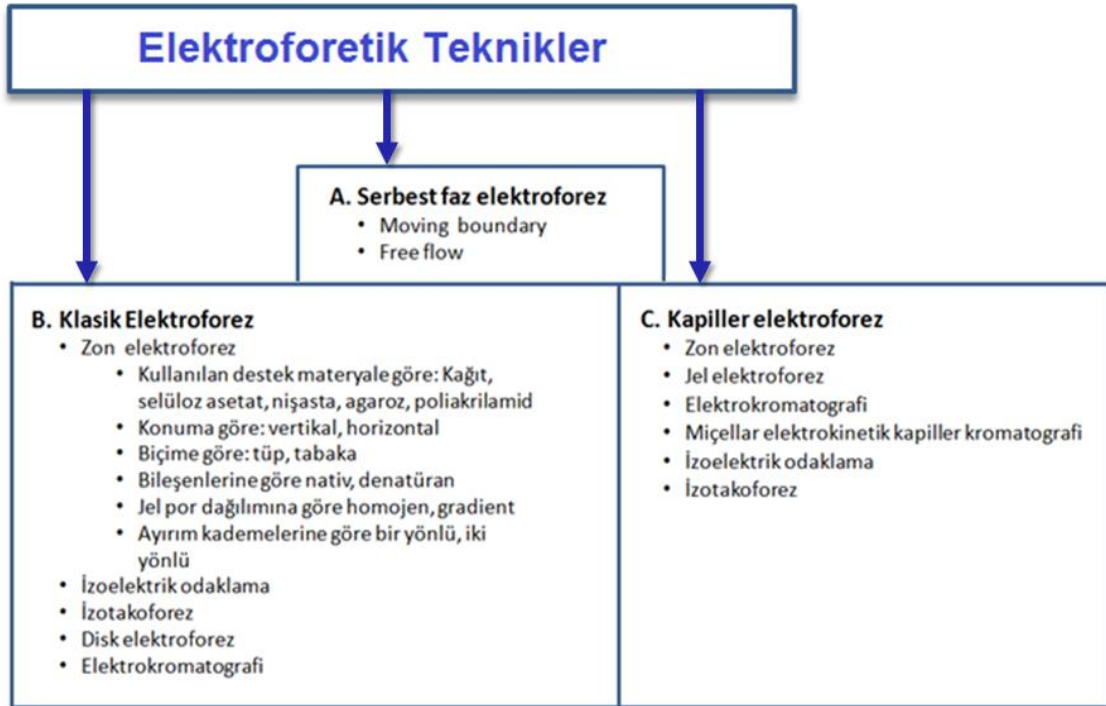 Elektroforetik Teknikler
A. Serbest faz elektroforez
• Moving boundary
• Free flow
B. Klasik Elektroforez
• Zon elektroforez
• Kullanılan destek materyale göre: Kağıt,
selüloz asetat, nişasta, agaroz, poliakrilamid
• Konuma göre: vertikal, horizontal
• Biçime göre: tüp, tabaka
• Bileşenlerine göre nativ, denatüran
• Jel por dağılımına göre homojen, gradient
• Ayırım kademelerine göre bir yönlü, iki
yönlü
• İzoelektrik odaklama
• İzotakoforez
• Disk elektroforez
• Elektrokromatografi
C. Kapiller elektroforez
• Zon elektroforez
• Jel elektroforez
• Elektrokromatografi
• Miçellar elektrokinetik kapiller kromatografi
• İzoelektrik odaklama
• İzotakoforez